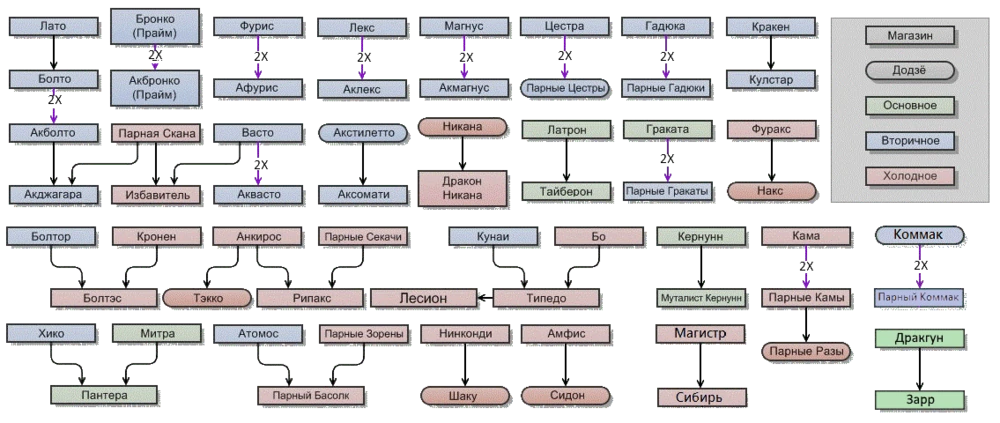 Лато
Бронко
(Прайм)
Фурис
Лекс
Магнус
Цестра
Гадюка
Кракен
Магазин
2X
2X
2X
2X
2X
2X
Додзё
Болто
Акбронко
(Прайм)
Афурис
Аклекс
Акмагнус
Парные Цестры
Парные Гадюки
Кулстар
2X
Основное
Акболто
Парная Скана
Васто
Акстилетто
Никана
Латрон
Граката
Фуракс
Вторичное
2X
2X
Холодное
Акджагара
Избавитель
Аквасто
Аксомати
Дракон
Никана
Тайберон
Парные Гракаты
Накс
Болтор
Кронен
Анкирос
Парные Секачи
Кунаи
Бо
Кернунн
Кама
Коммак
2X
2X
Болтэс
Тэкко
Рипакс
Лесион
Типедо
Муталист Кернунн
Парные Камы
Парный Коммак
Хико
Митра
Атомос
Парные Зорены
Нинконди
Амфис
Магистр
Парные Разы
Дракгун
Пантера
Парный Басолк
Шаку
Сидон
Сибирь
Зарр